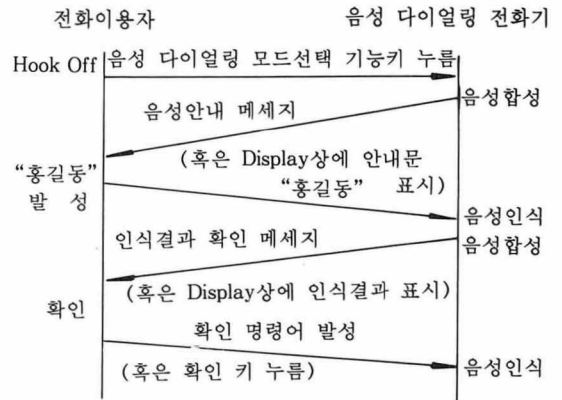 전화이용자 음성 다이얼링 전화기
Hook Off 음성 다이얼링 모드선택 기능키 누름
음성합성
음성안내 메세지
(혹은 Display상에 안내문
"홍길동" "홍길동" 표시)
발 성
음성인식
인식결과 확인 메세지 음성합성
(혹은 Display상에 인식결과 표시)
확인
확인 명령어 발성
음성인식
(혹은 확인 키 누름)